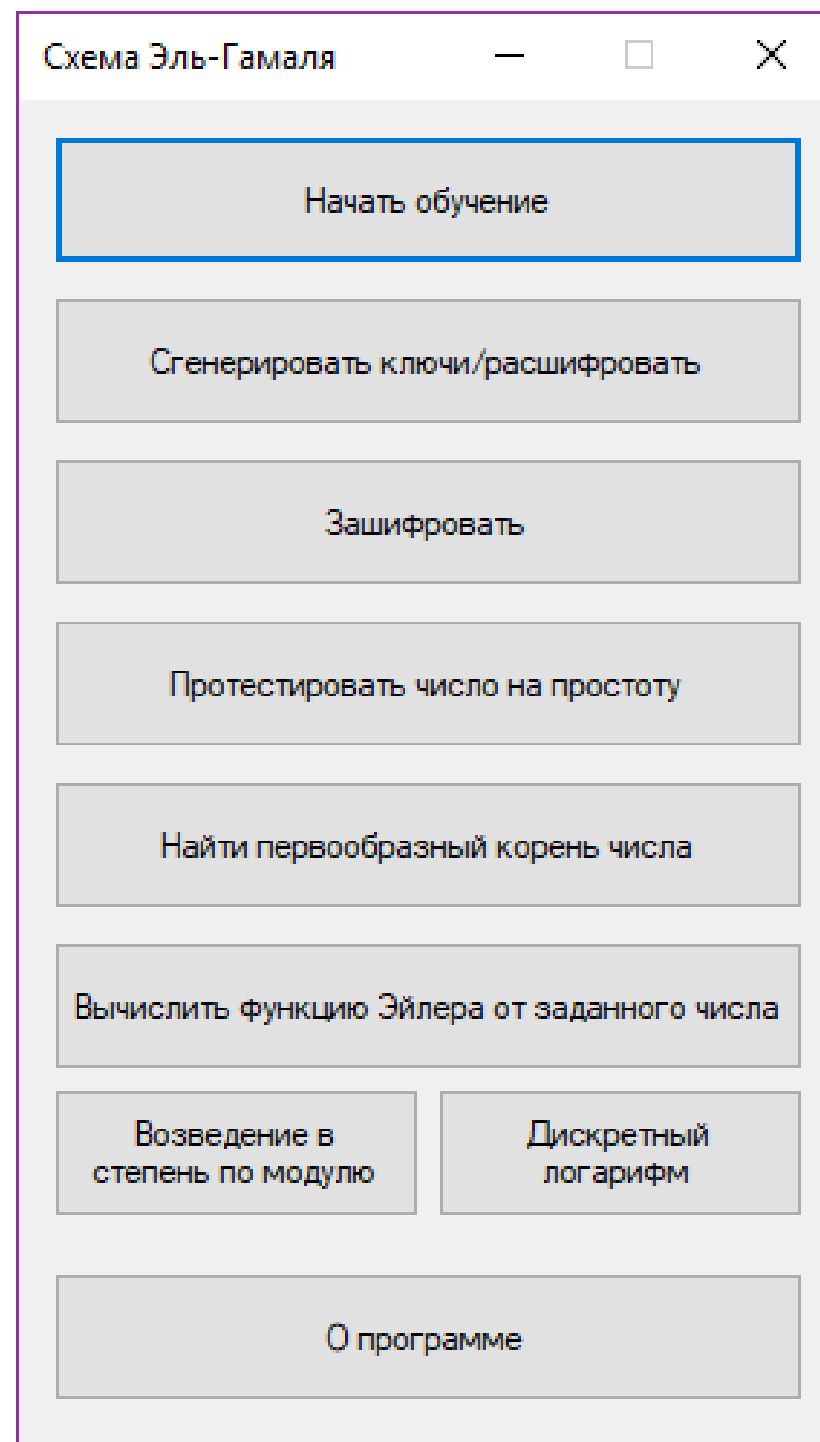 Схема Эль-Гамаля
Начать обучение
Сгенерировать ключи/расшифровать
Зашифровать
Протестировать число на простоту
Найти первообразный корень числа
Вычислить функцию Эйлера от заданного числа
Возведение в
степень по модулю
Дискретный
логарифм
О программе